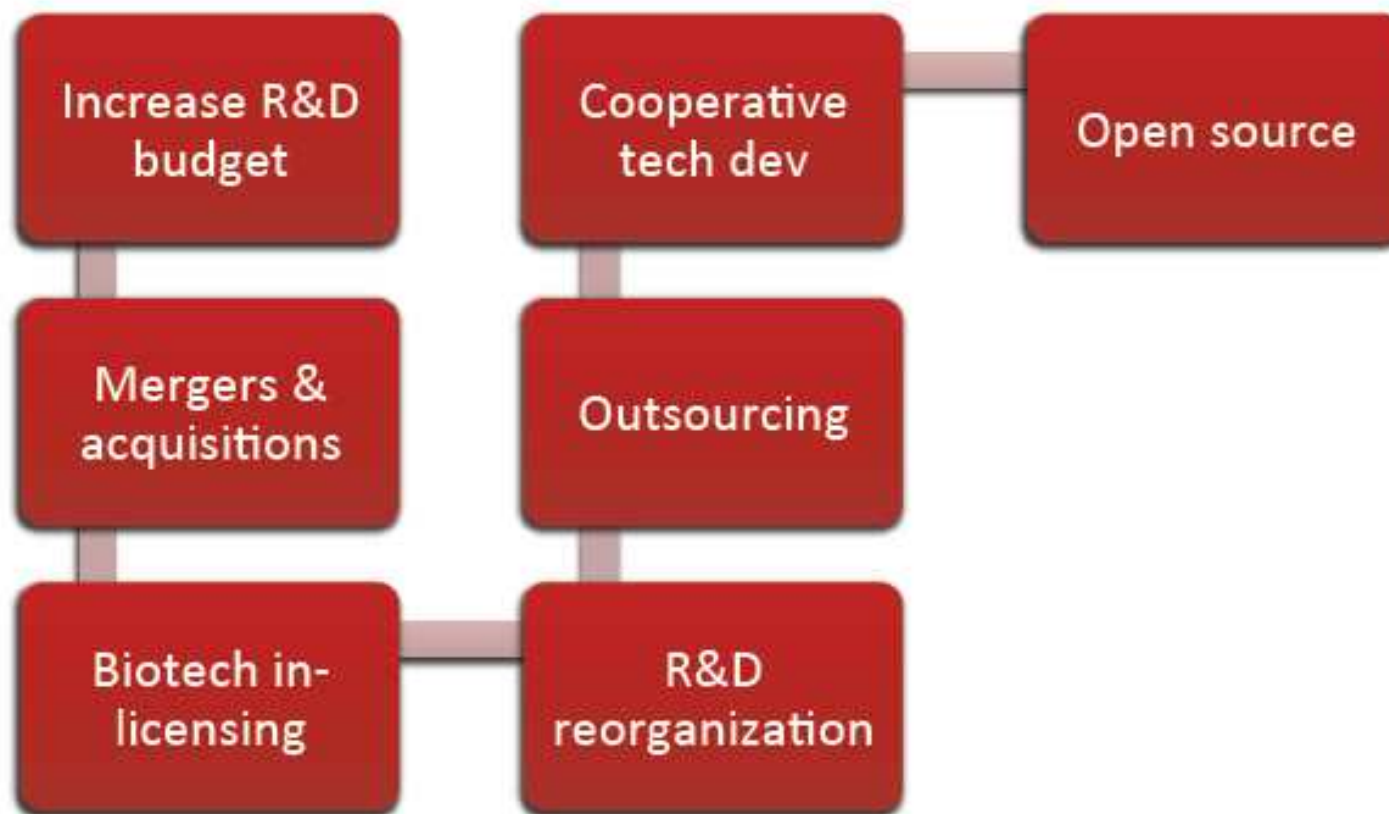 Increase R&D
budget
Mergers &
acquisitions
Biotech in-
licensing
R&D
reorganization
Outsourcing
Cooperative
tech dev
Open source